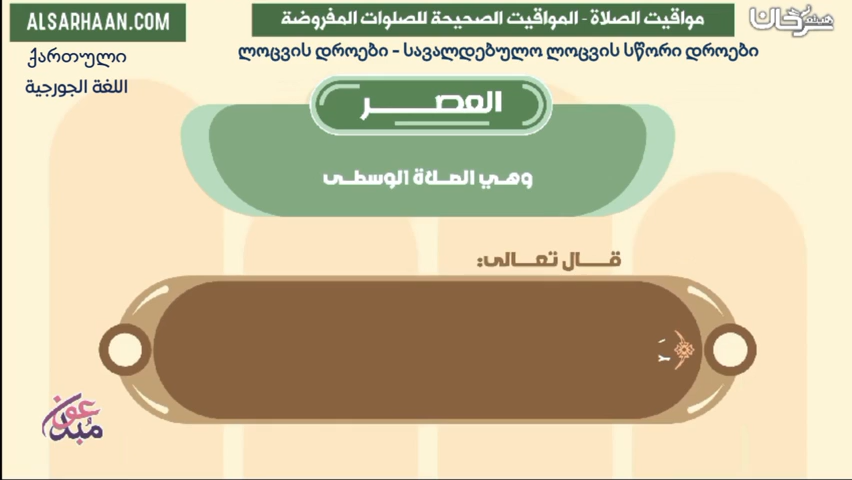 ALSARHAAN.COM
مواقيت الصلاة - المواقيت الصحيحة للصلوات المفروضة
سرحان
ქართული
ლოცვის დროები - სავალდებულო ლოცვის სწორი დროები
اللغة الجورجية
العصر
وهي الصلاة الوسطى
قال تعالى: